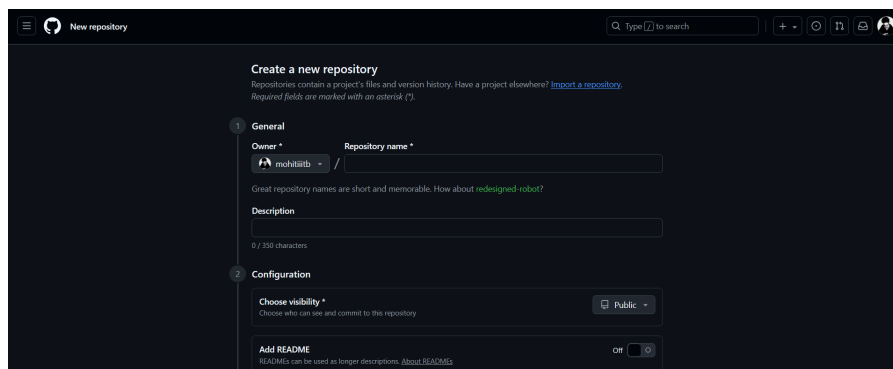 New repository
Type / to search
Create a new repository
Repositories contain a project's files and version history. Have a project elsewhere? Import a repository.
Required fields are marked with an asterisk (*).
1 General
Owner * Repository name *
mohitiiitb /
Great repository names are short and memorable. How about redesigned-robot?
Description
0 / 350 characters
2 Configuration
Choose visibility *
Public
Choose who can see and commit to this repository
Add README
Off
READMEs can be used as longer descriptions. About READMEs